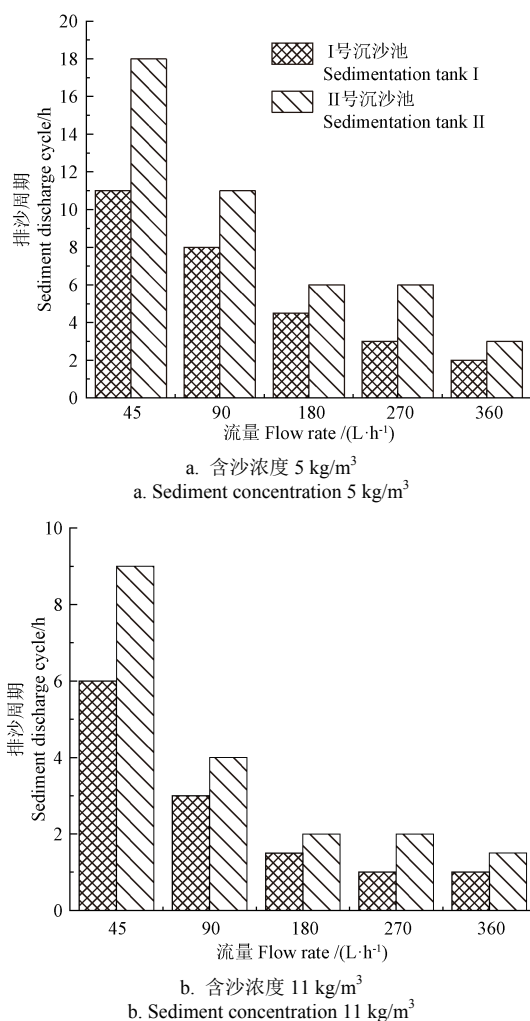 20
18
16
14
12
10
8
6
4
2
0
排沙周期
Sediment discharge cycle/h
I号沉沙池
Sedimentation tank I
II号沉沙池
Sedimentation tank II
45 90 180 270 360
流量 Flow rate /(L·h⁻¹)
a. 含沙浓度 5 kg/m³
a. Sediment concentration 5 kg/m³
10
8
6
4
2
0
排沙周期
Sediment discharge cycle/h
45 90 180 270 360
流量 Flow rate /(L·h⁻¹)
b. 含沙浓度 11 kg/m³
b. Sediment concentration 11 kg/m³